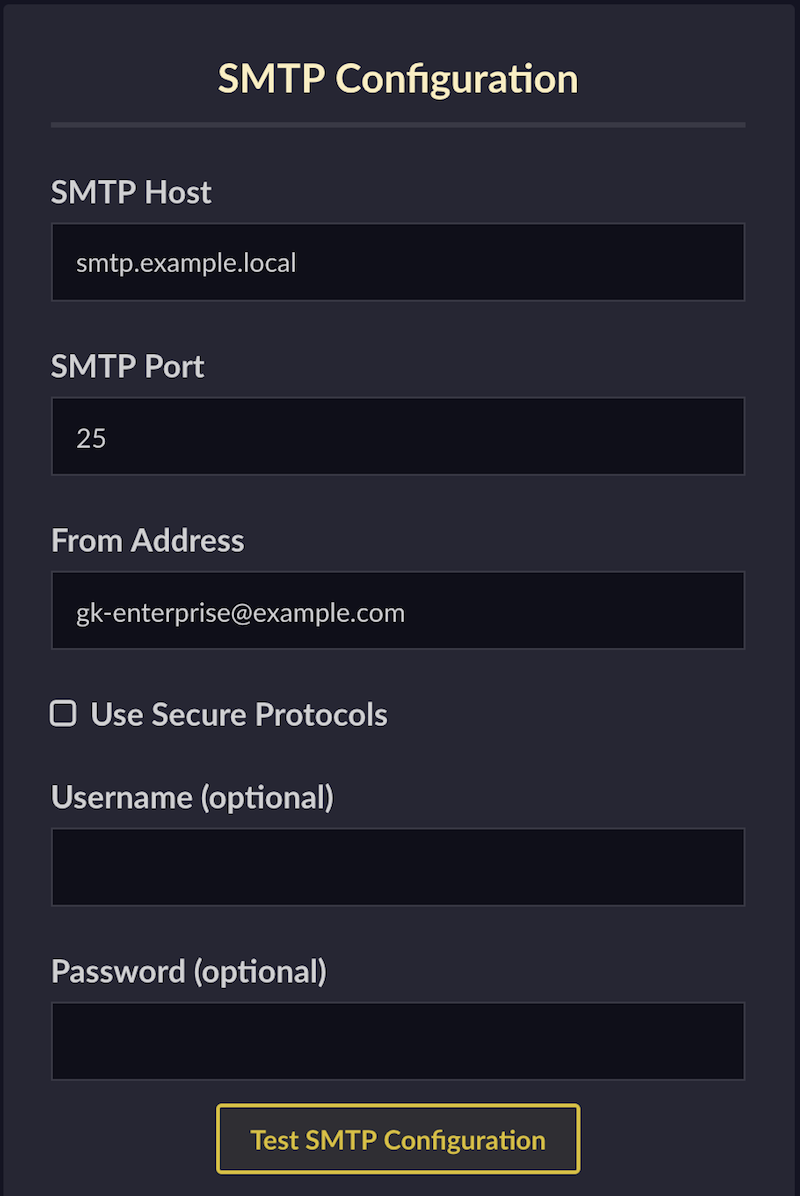 SMTP Configuration
SMTP Host
smtp.example.local
SMTP Port
25
From Address
gk-enterprise@example.com
Use Secure Protocols
Username (optional)
Password (optional)
Test SMTP Configuration